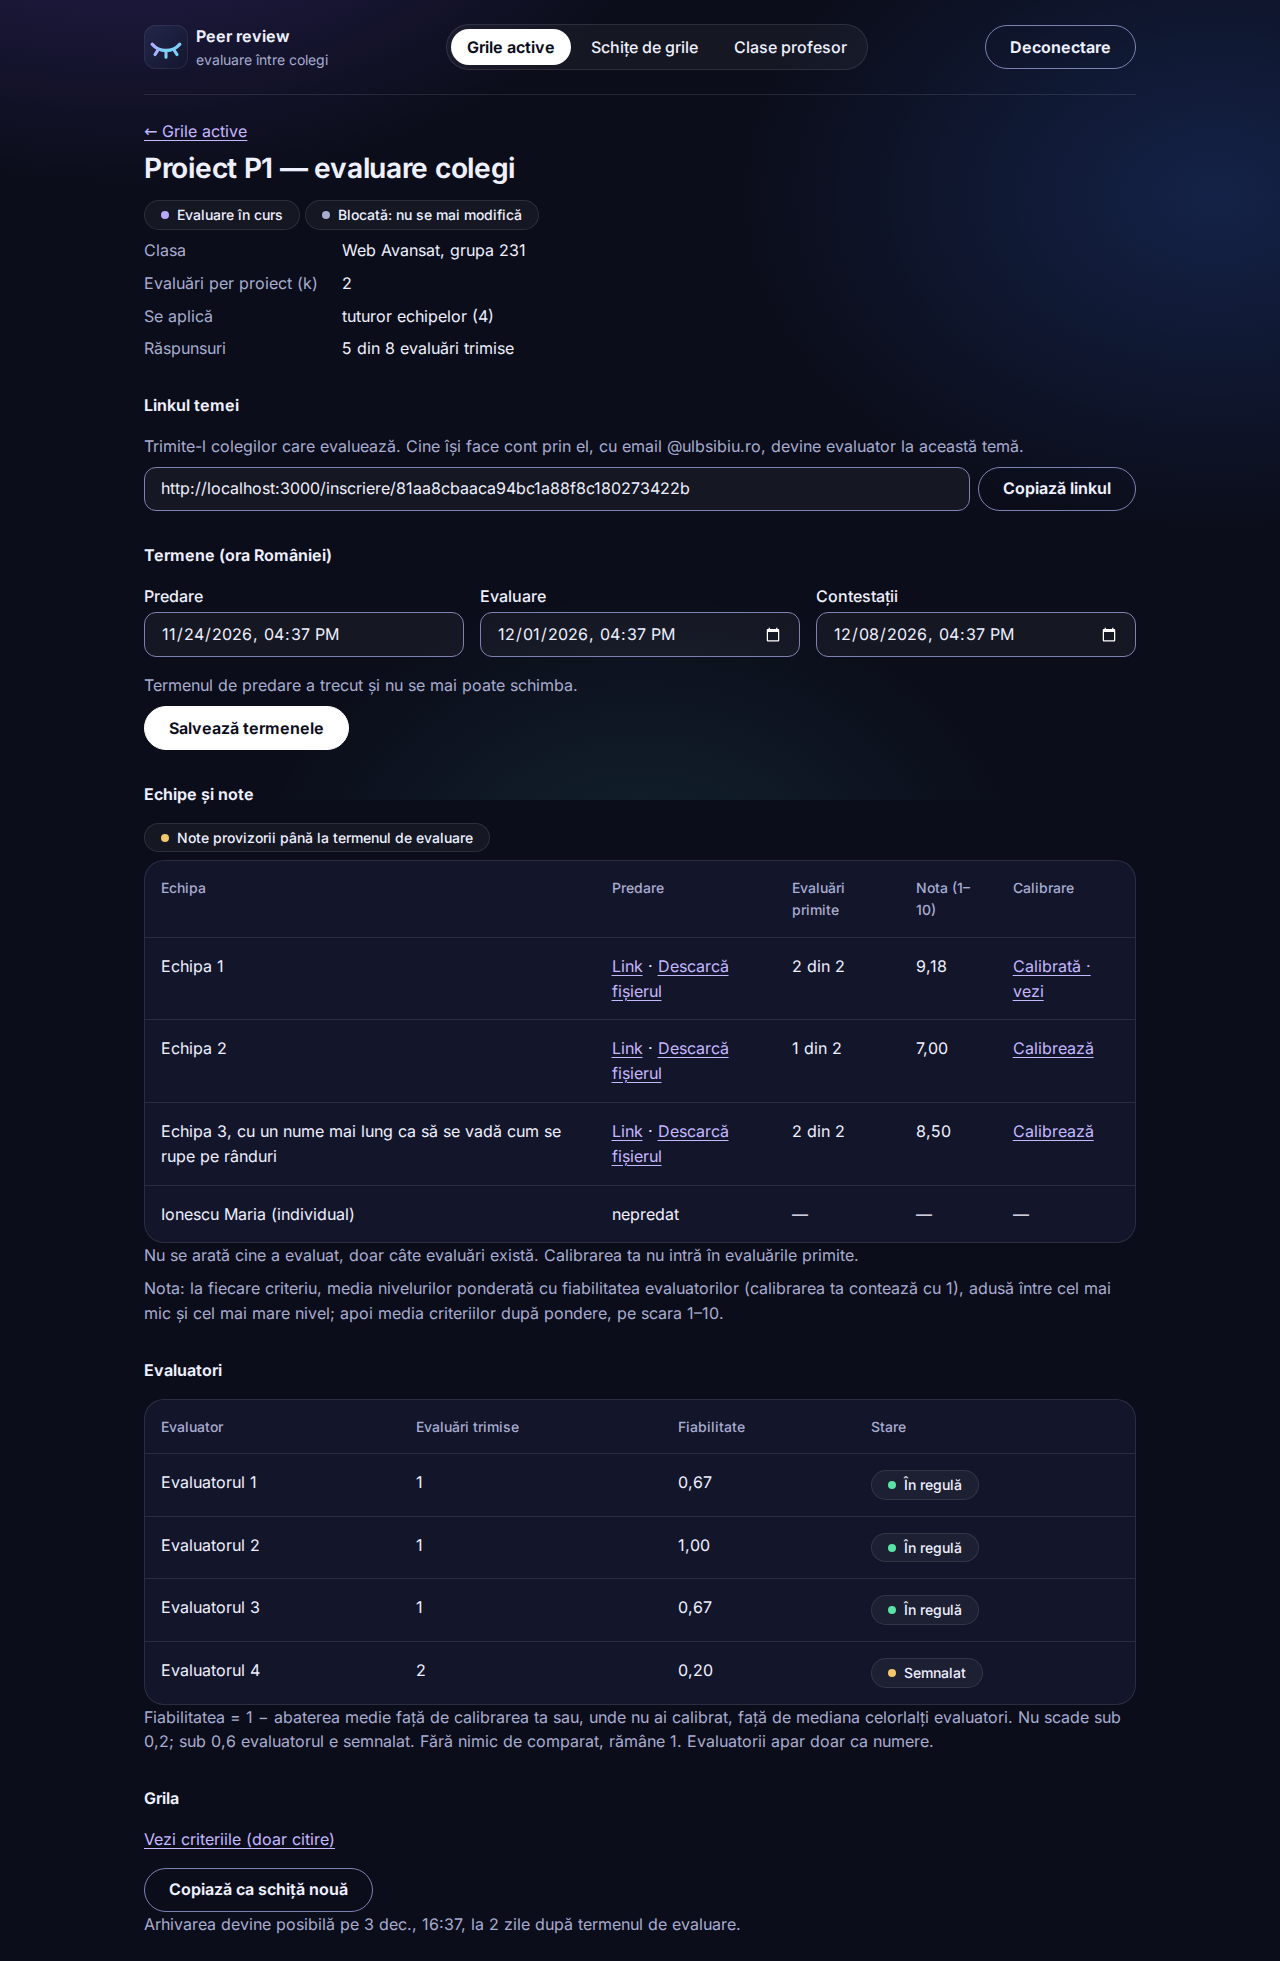 Peer review
evaluare între colegi
Grile active
Schițe de grile
Clase profesor
Deconectare
← Grile active
Proiect P1 — evaluare colegi
Evaluare în curs
Blocată: nu se mai modifică
Clasa Web Avansat, grupa 231
Evaluări per proiect (k) 2
Se aplică tuturor echipelor (4)
Răspunsuri 5 din 8 evaluări trimise
Linkul temei
Trimite-l colegilor care evaluează. Cine își face cont prin el, cu email @ulbsibiu.ro, devine evaluator la această temă.
http://localhost:3000/inscriere/81aa8cbaaca94bc1a88f8c180273422b
Copiază linkul
Termene (ora României)
Predare Evaluare Contestații
11/24/2026, 04:37 PM 12/01/2026, 04:37 PM 12/08/2026, 04:37 PM
Termenul de predare a trecut și nu se mai poate schimba.
Salvează termenele
Echipe și note
Note provizorii până la termenul de evaluare
Echipa Predare Evaluări Nota (1– Calibrare
primite 10)
Echipa 1 Link · Descarcă 2 din 2 9,18 Calibrată ·
fișierul vezi
Echipa 2 Link · Descarcă 1 din 2 7,00 Calibrează
fișierul
Echipa 3, cu un nume mai lung ca să se vadă cum se Link · Descarcă 2 din 2 8,50 Calibrează
rupe pe rânduri fișierul
Ionescu Maria (individual) nepredat — — —
Nu se arată cine a evaluat, doar câte evaluări există. Calibrarea ta nu intră în evaluările primite.
Nota: la fiecare criteriu, media nivelurilor ponderată cu fiabilitatea evaluatorilor (calibrarea ta contează cu 1), adusă între cel mai
mic și cel mai mare nivel; apoi media criteriilor după pondere, pe scara 1–10.
Evaluatori
Evaluator Evaluări trimise Fiabilitate Stare
Evaluatorul 1 1 0,67 În regulă
Evaluatorul 2 1 1,00 În regulă
Evaluatorul 3 1 0,67 În regulă
Evaluatorul 4 2 0,20 Semnalat
Fiabilitatea = 1 − abaterea medie față de calibrarea ta sau, unde nu ai calibrat, față de mediana celorlalți evaluatori. Nu scade sub
0,2; sub 0,6 evaluatorul e semnalat. Fără nimic de comparat, rămâne 1. Evaluatorii apar doar ca numere.
Grila
Vezi criteriile (doar citire)
Copiază ca schiță nouă
Arhivarea devine posibilă pe 3 dec., 16:37, la 2 zile după termenul de evaluare.